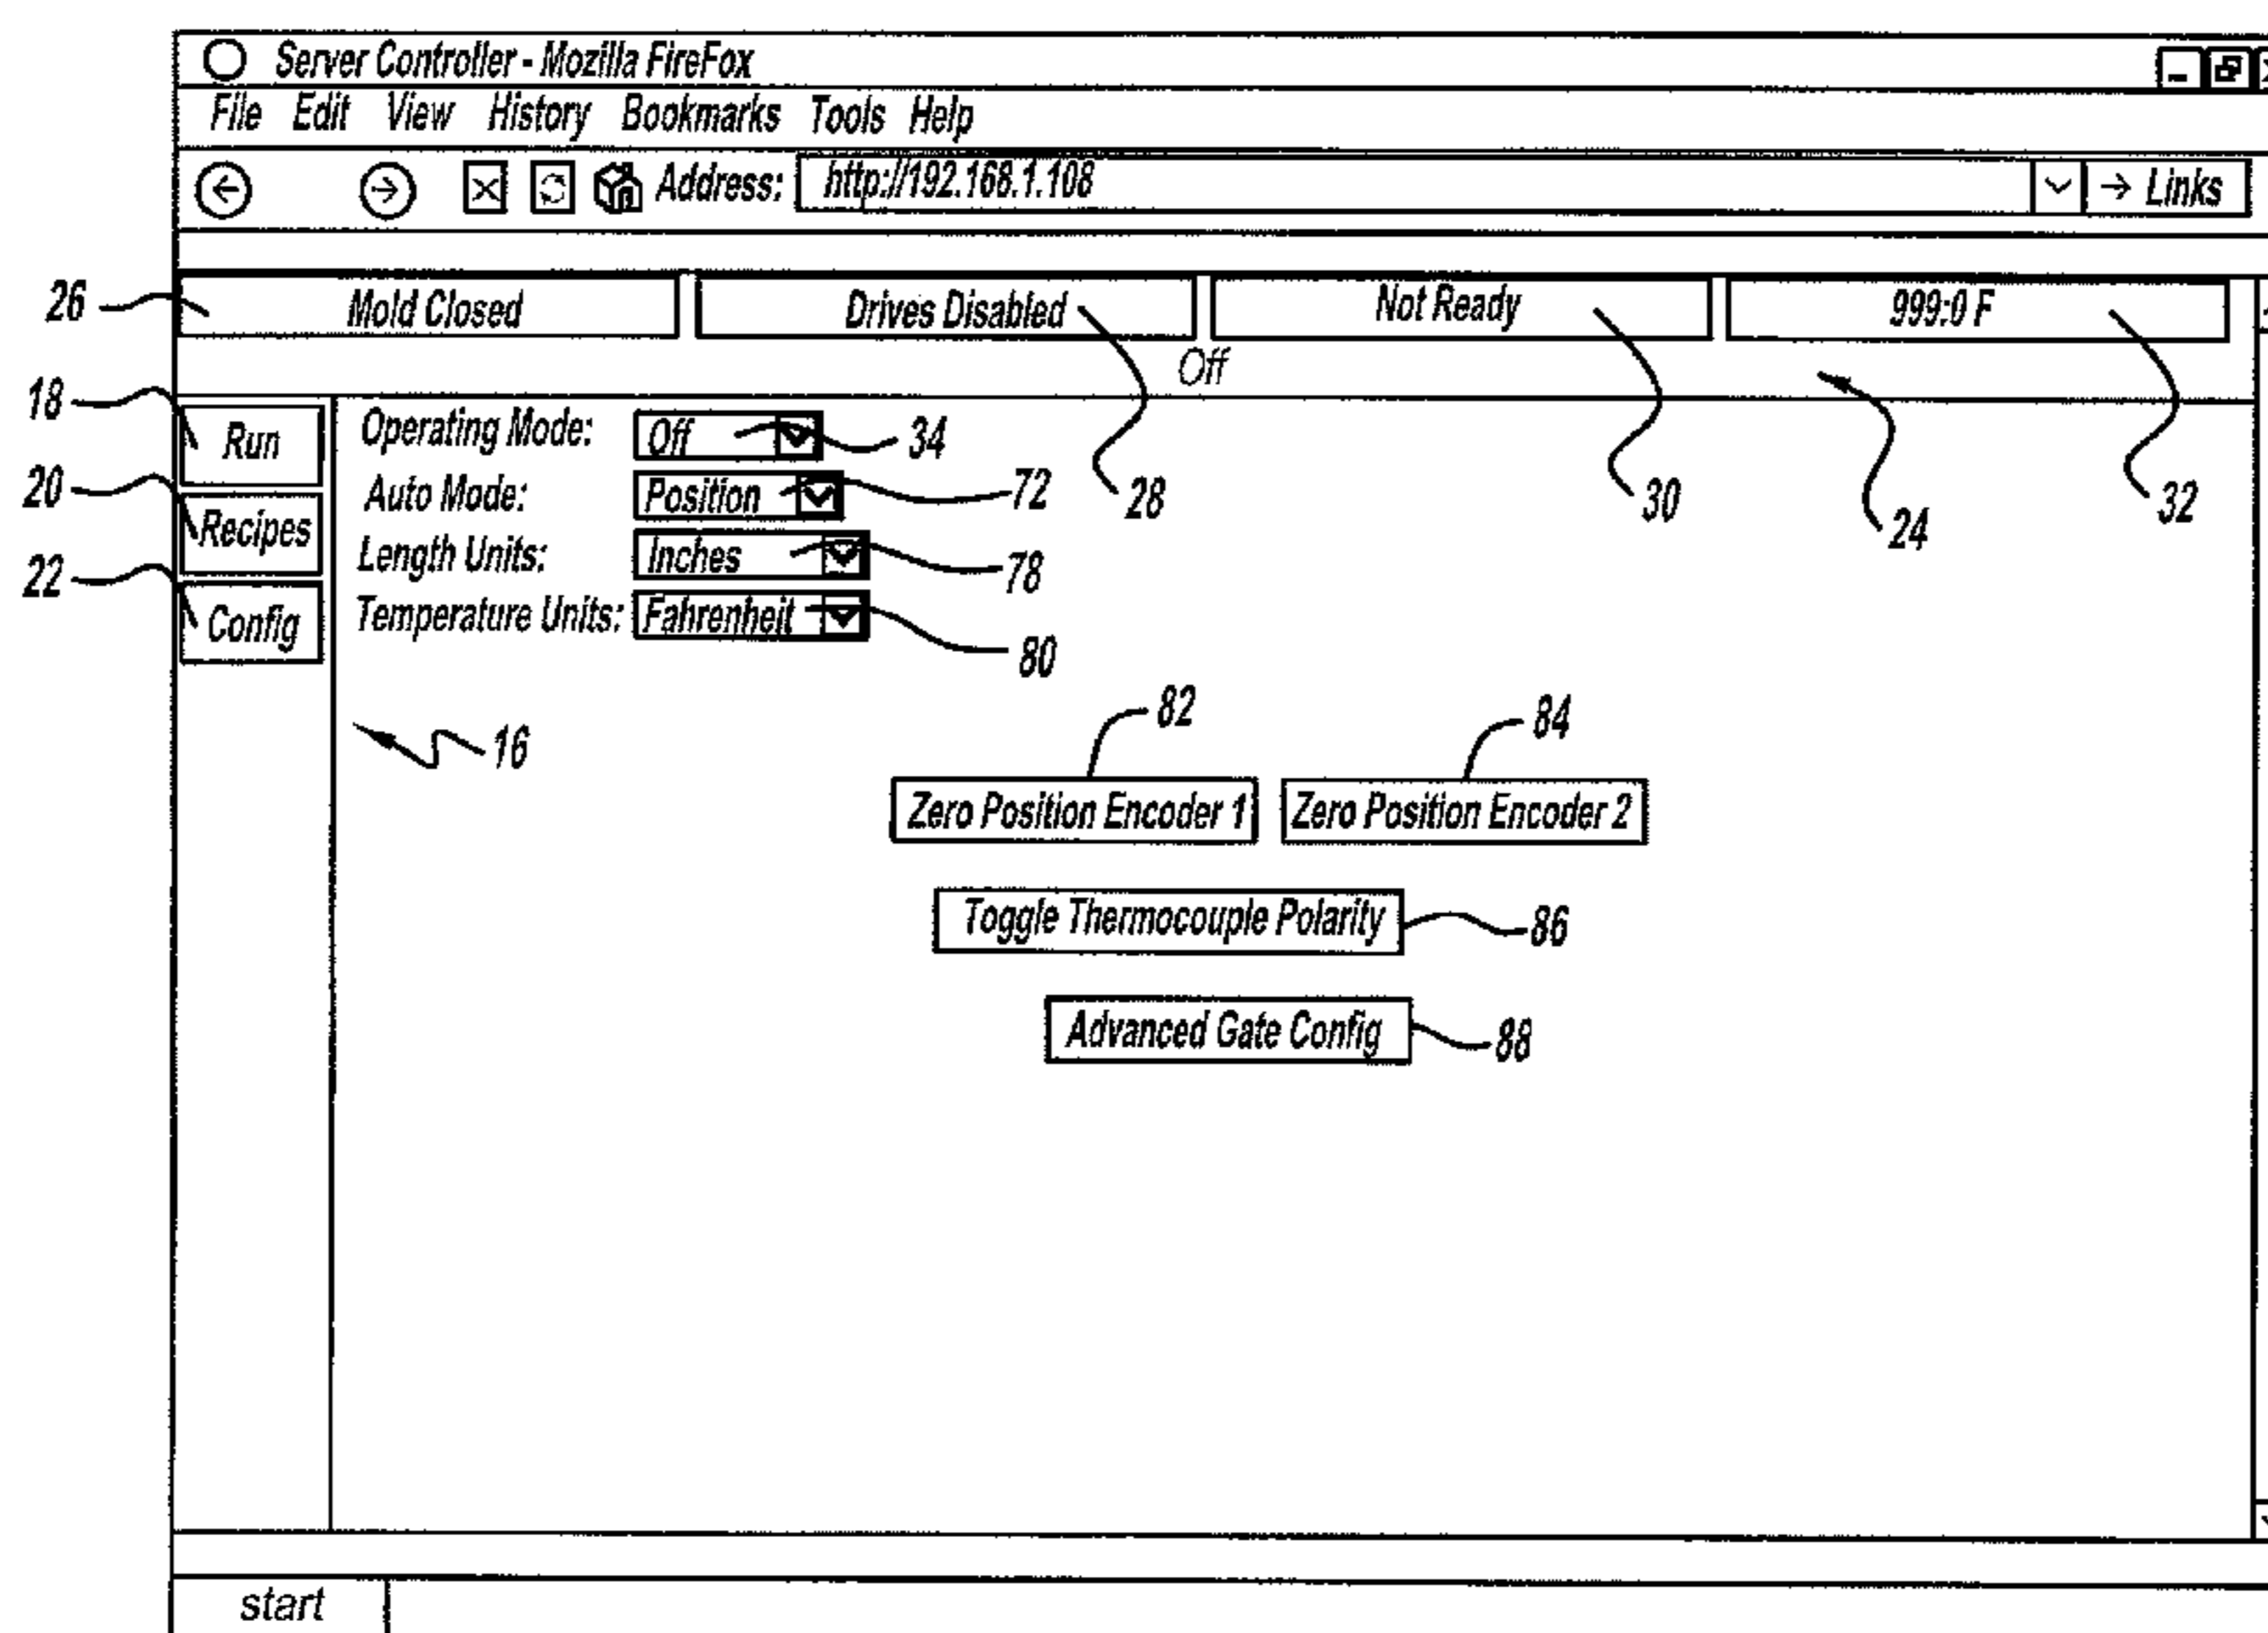 Server Controller - Mozilla FireFox
File Edit View History Bookmarks Tools Help
Address: http://192.168.1.108 Links
26 Mold Closed Drives Disabled Not Ready 999:0 F
Off
18 Run Operating Mode: Off 34
20 Recipes Auto Mode: Position 72 28 30 24 32
22 Config Length Units: Inches 78
Temperature Units: Fahrenheit 80
16 82 84
Zero Position Encoder 1 Zero Position Encoder 2
Toggle Thermocouple Polarity 86
Advanced Gate Config 88
start